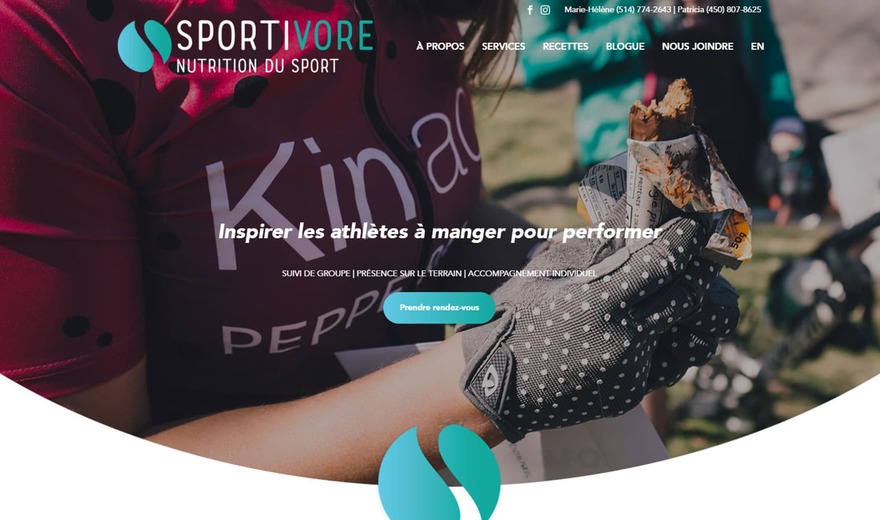 Marie-Hélène (514) 774-2643 | Patricia (450) 807-8625
SPORTIVORE
NUTRITION DU SPORT
À PROPOS SERVICES RECETTES BLOGUE NOUS JOINDRE EN
Kinac
Inspirer les athlètes à manger pour performer
SUIVI DE GROUPE | PRÉSENCE SUR LE TERRAIN | ACCOMPAGNEMENT INDIVIDUEL
Prendre rendez-vous
PEPPE
50g